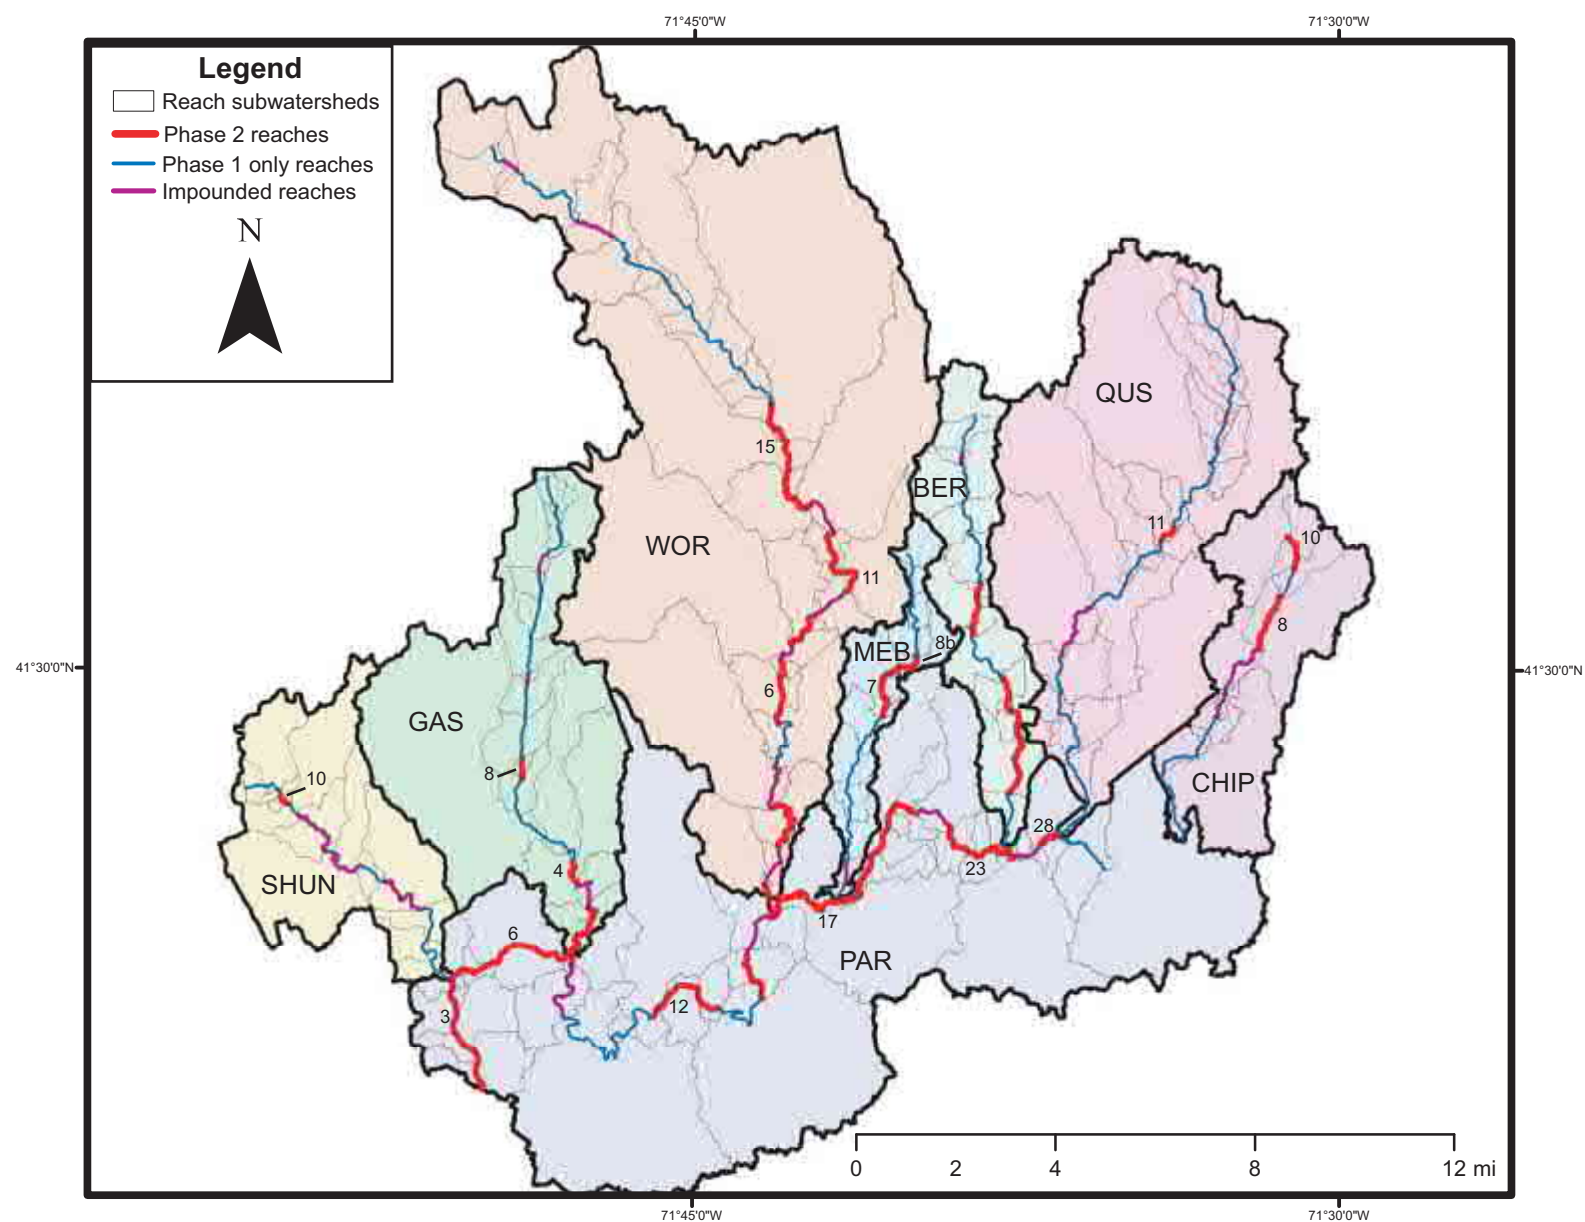 71°45'0"W
71°30'0"W
Legend
Reach subwatersheds
Phase 2 reaches
Phase 1 only reaches
Impounded reaches
N
QUS
15
BER
11
10
WOR
11
8
8b
MEB
41°30'0"N
41°30'0"N
7
6
GAS
8
10
CHIP
28
4
23
SHUN
17
6
PAR
12
3
0
2
4
8
12 mi
71°45'0"W
71°30'0"W